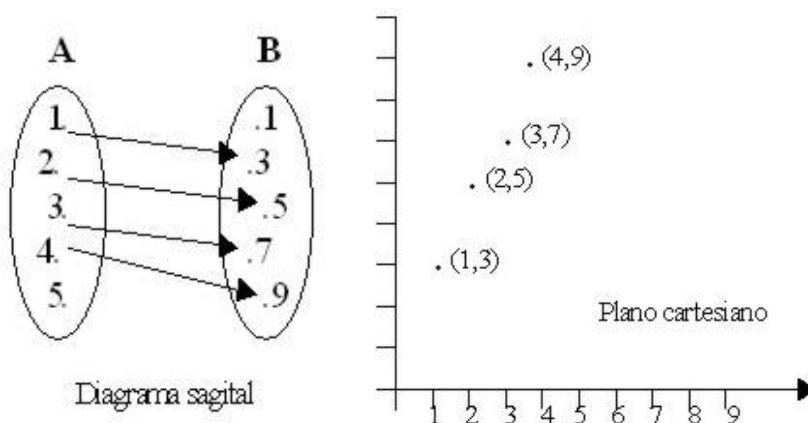 A B
1. .1
2. .3
3. .5
4. .7
5. .9
Diagrama sagital
(4,9)
(3,7)
(2,5)
(1,3)
Plano cartesiano
1 2 3 4 5 6 7 8 9